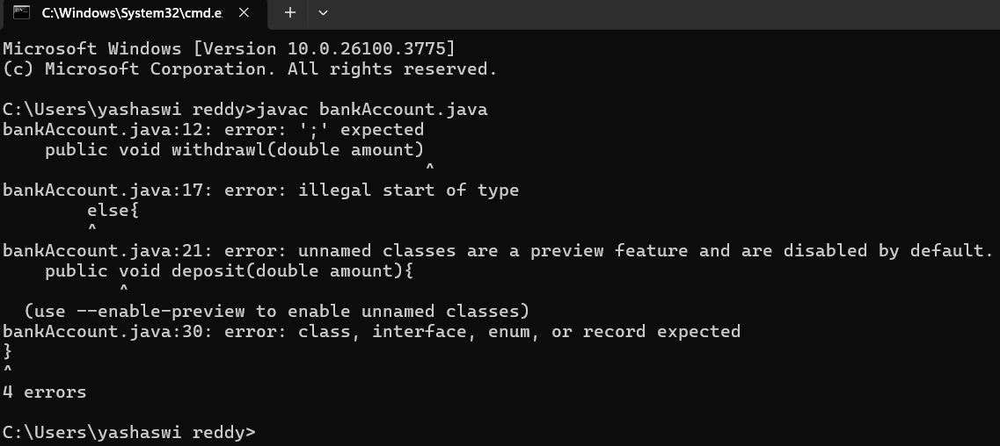 C:\Windows\System32\cmd.e
Microsoft Windows [Version 10.0.26100.3775]
(c) Microsoft Corporation. All rights reserved.
C:\Users\yashaswi reddy>javac bankAccount.java
bankAccount.java:12: error: ';' expected
    public void withdrawl(double amount)
                                        ^
bankAccount.java:17: error: illegal start of type
        else{
        ^
bankAccount.java:21: error: unnamed classes are a preview feature and are disabled by default.
    public void deposit(double amount){
           ^
  (use --enable-preview to enable unnamed classes)
bankAccount.java:30: error: class, interface, enum, or record expected
}
^
4 errors
C:\Users\yashaswi reddy>